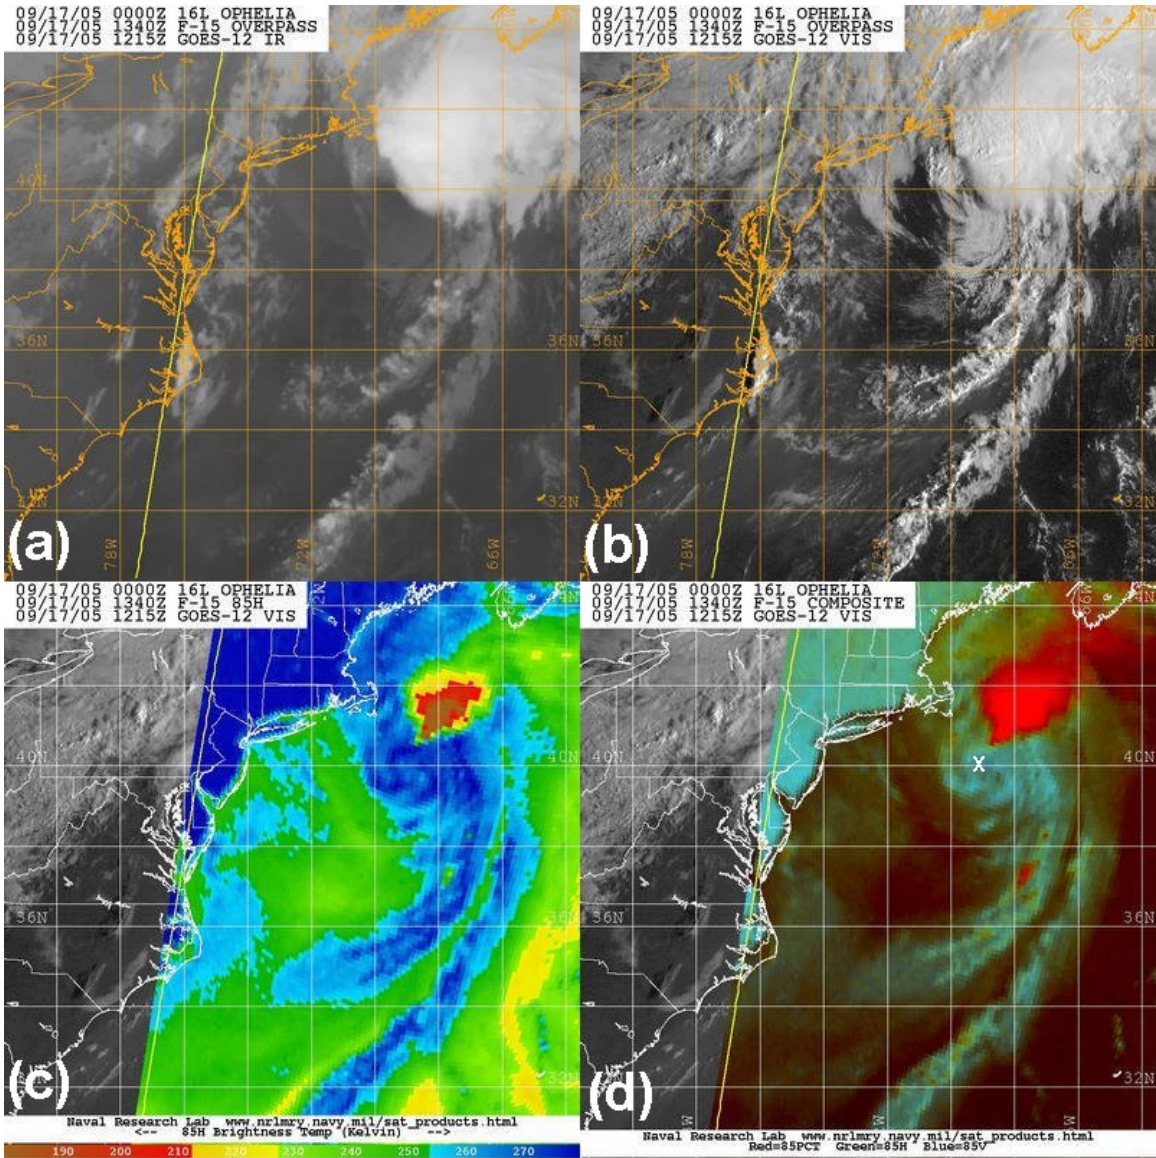 09/17/05 0000Z 16L OPHELIA
09/17/05 1340Z F-15 OVERPASS
09/17/05 1215Z GOES-12 IR
40N
36N
36N
32N
32N
78W
72W
66W
(a)
09/17/05 0000Z 16L OPHELIA
09/17/05 1340Z F-15 OVERPASS
09/17/05 1215Z GOES-12 VIS
40N
36N
36N
32N
32N
78W
72W
66W
(b)
09/17/05 0000Z 16L OPHELIA
09/17/05 1340Z F-15 85H
09/17/05 1215Z GOES-12 VIS
40N
40N
36N
36N
32N
(c)
Naval Research Lab www.nrlmry.navy.mil/sat_products.html
<-- 85H Brightness Temp (Kelvin) -->
190 200 210 220 230 240 250 260 270
09/17/05 0000Z 16L OPHELIA
09/17/05 1340Z F-15 COMPOSITE
09/17/05 1215Z GOES-12 VIS
40N
40N
X
36N
36N
32N
(d)
Naval Research Lab www.nrlmry.navy.mil/sat_products.html
Red=85PCT Green=85H Blue=85V